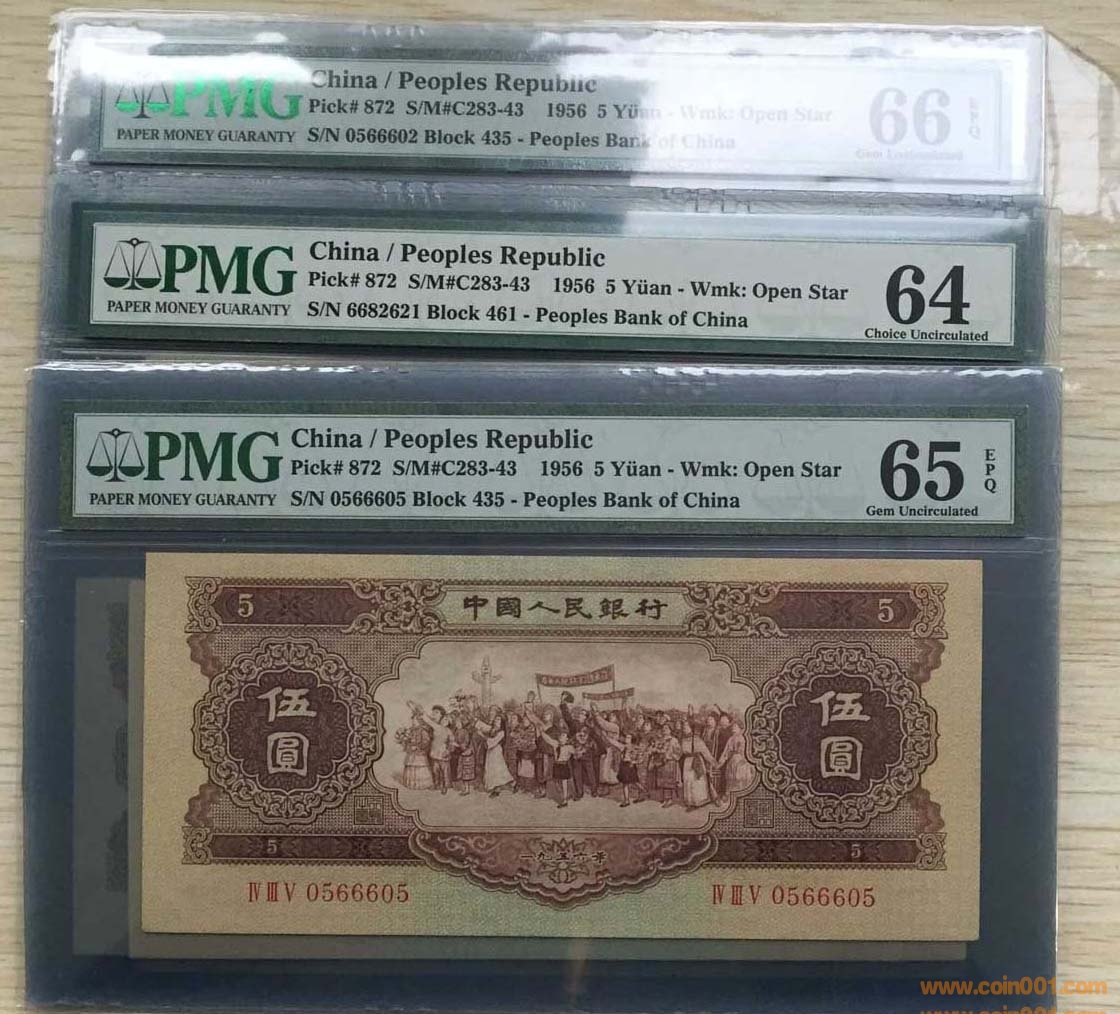 PMG
PAPER MONEY GUARANTY
China / Peoples Republic
Pick# 872 S/M#C283-43 1956 5 Yüan - Wmk: Open Star
S/N 0566602 Block 435 - Peoples Bank of China
66
EPQ
Gem Uncirculated
PMG
PAPER MONEY GUARANTY
China / Peoples Republic
Pick# 872 S/M#C283-43 1956 5 Yüan - Wmk: Open Star
S/N 6682621 Block 461 - Peoples Bank of China
64
Choice Uncirculated
PMG
PAPER MONEY GUARANTY
China / Peoples Republic
Pick# 872 S/M#C283-43 1956 5 Yüan - Wmk: Open Star
S/N 0566605 Block 435 - Peoples Bank of China
65
EPQ
Gem Uncirculated
5 中國人民銀行 5
伍圓 伍圓
5 一九五六年 5
IV III V 0566605 IV III V 0566605
www.coin001.com